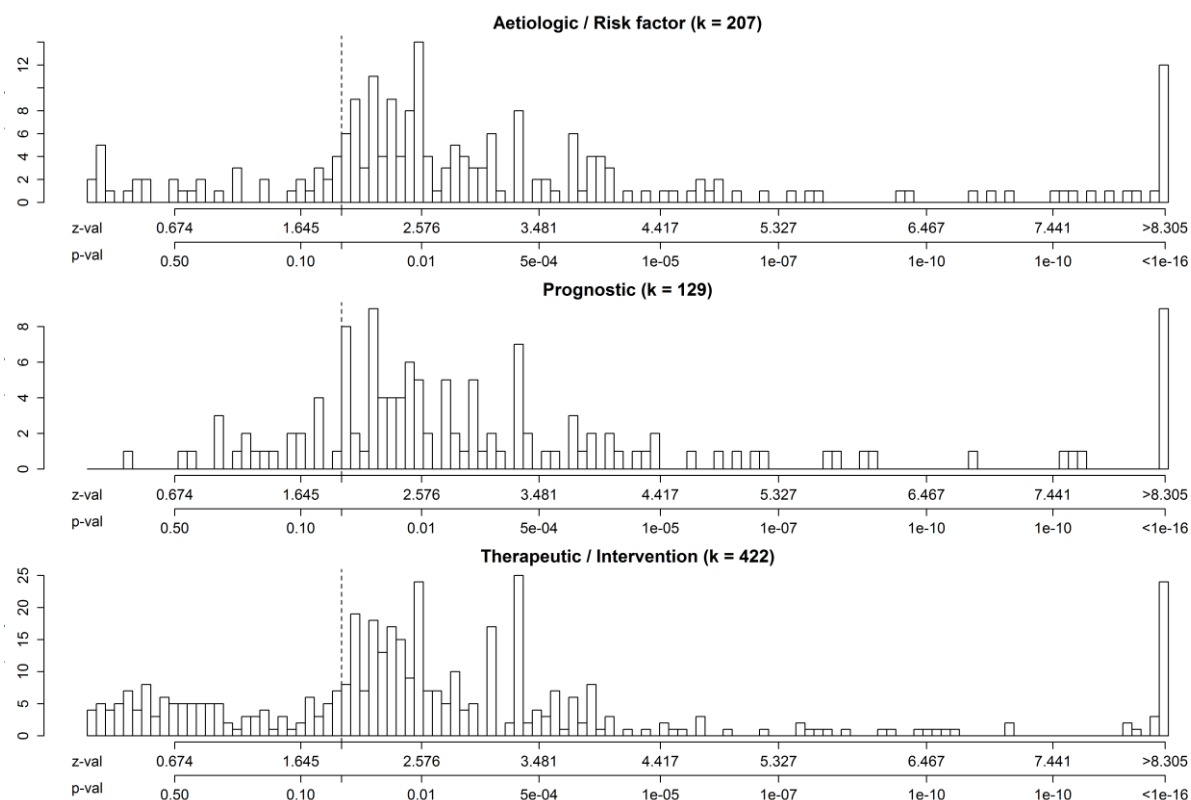 Aetiologic / Risk factor (k = 207)
12
8
6
4
2
0
z-val 0.674 1.645 2.576 3.481 4.417 5.327 6.467 7.441 >8.305
p-val 0.50 0.10 0.01 5e-04 1e-05 1e-07 1e-10 1e-10 <1e-16
Prognostic (k = 129)
8
6
4
2
0
z-val 0.674 1.645 2.576 3.481 4.417 5.327 6.467 7.441 >8.305
p-val 0.50 0.10 0.01 5e-04 1e-05 1e-07 1e-10 1e-10 <1e-16
Therapeutic / Intervention (k = 422)
25
20
15
10
5
0
z-val 0.674 1.645 2.576 3.481 4.417 5.327 6.467 7.441 >8.305
p-val 0.50 0.10 0.01 5e-04 1e-05 1e-07 1e-10 1e-10 <1e-16